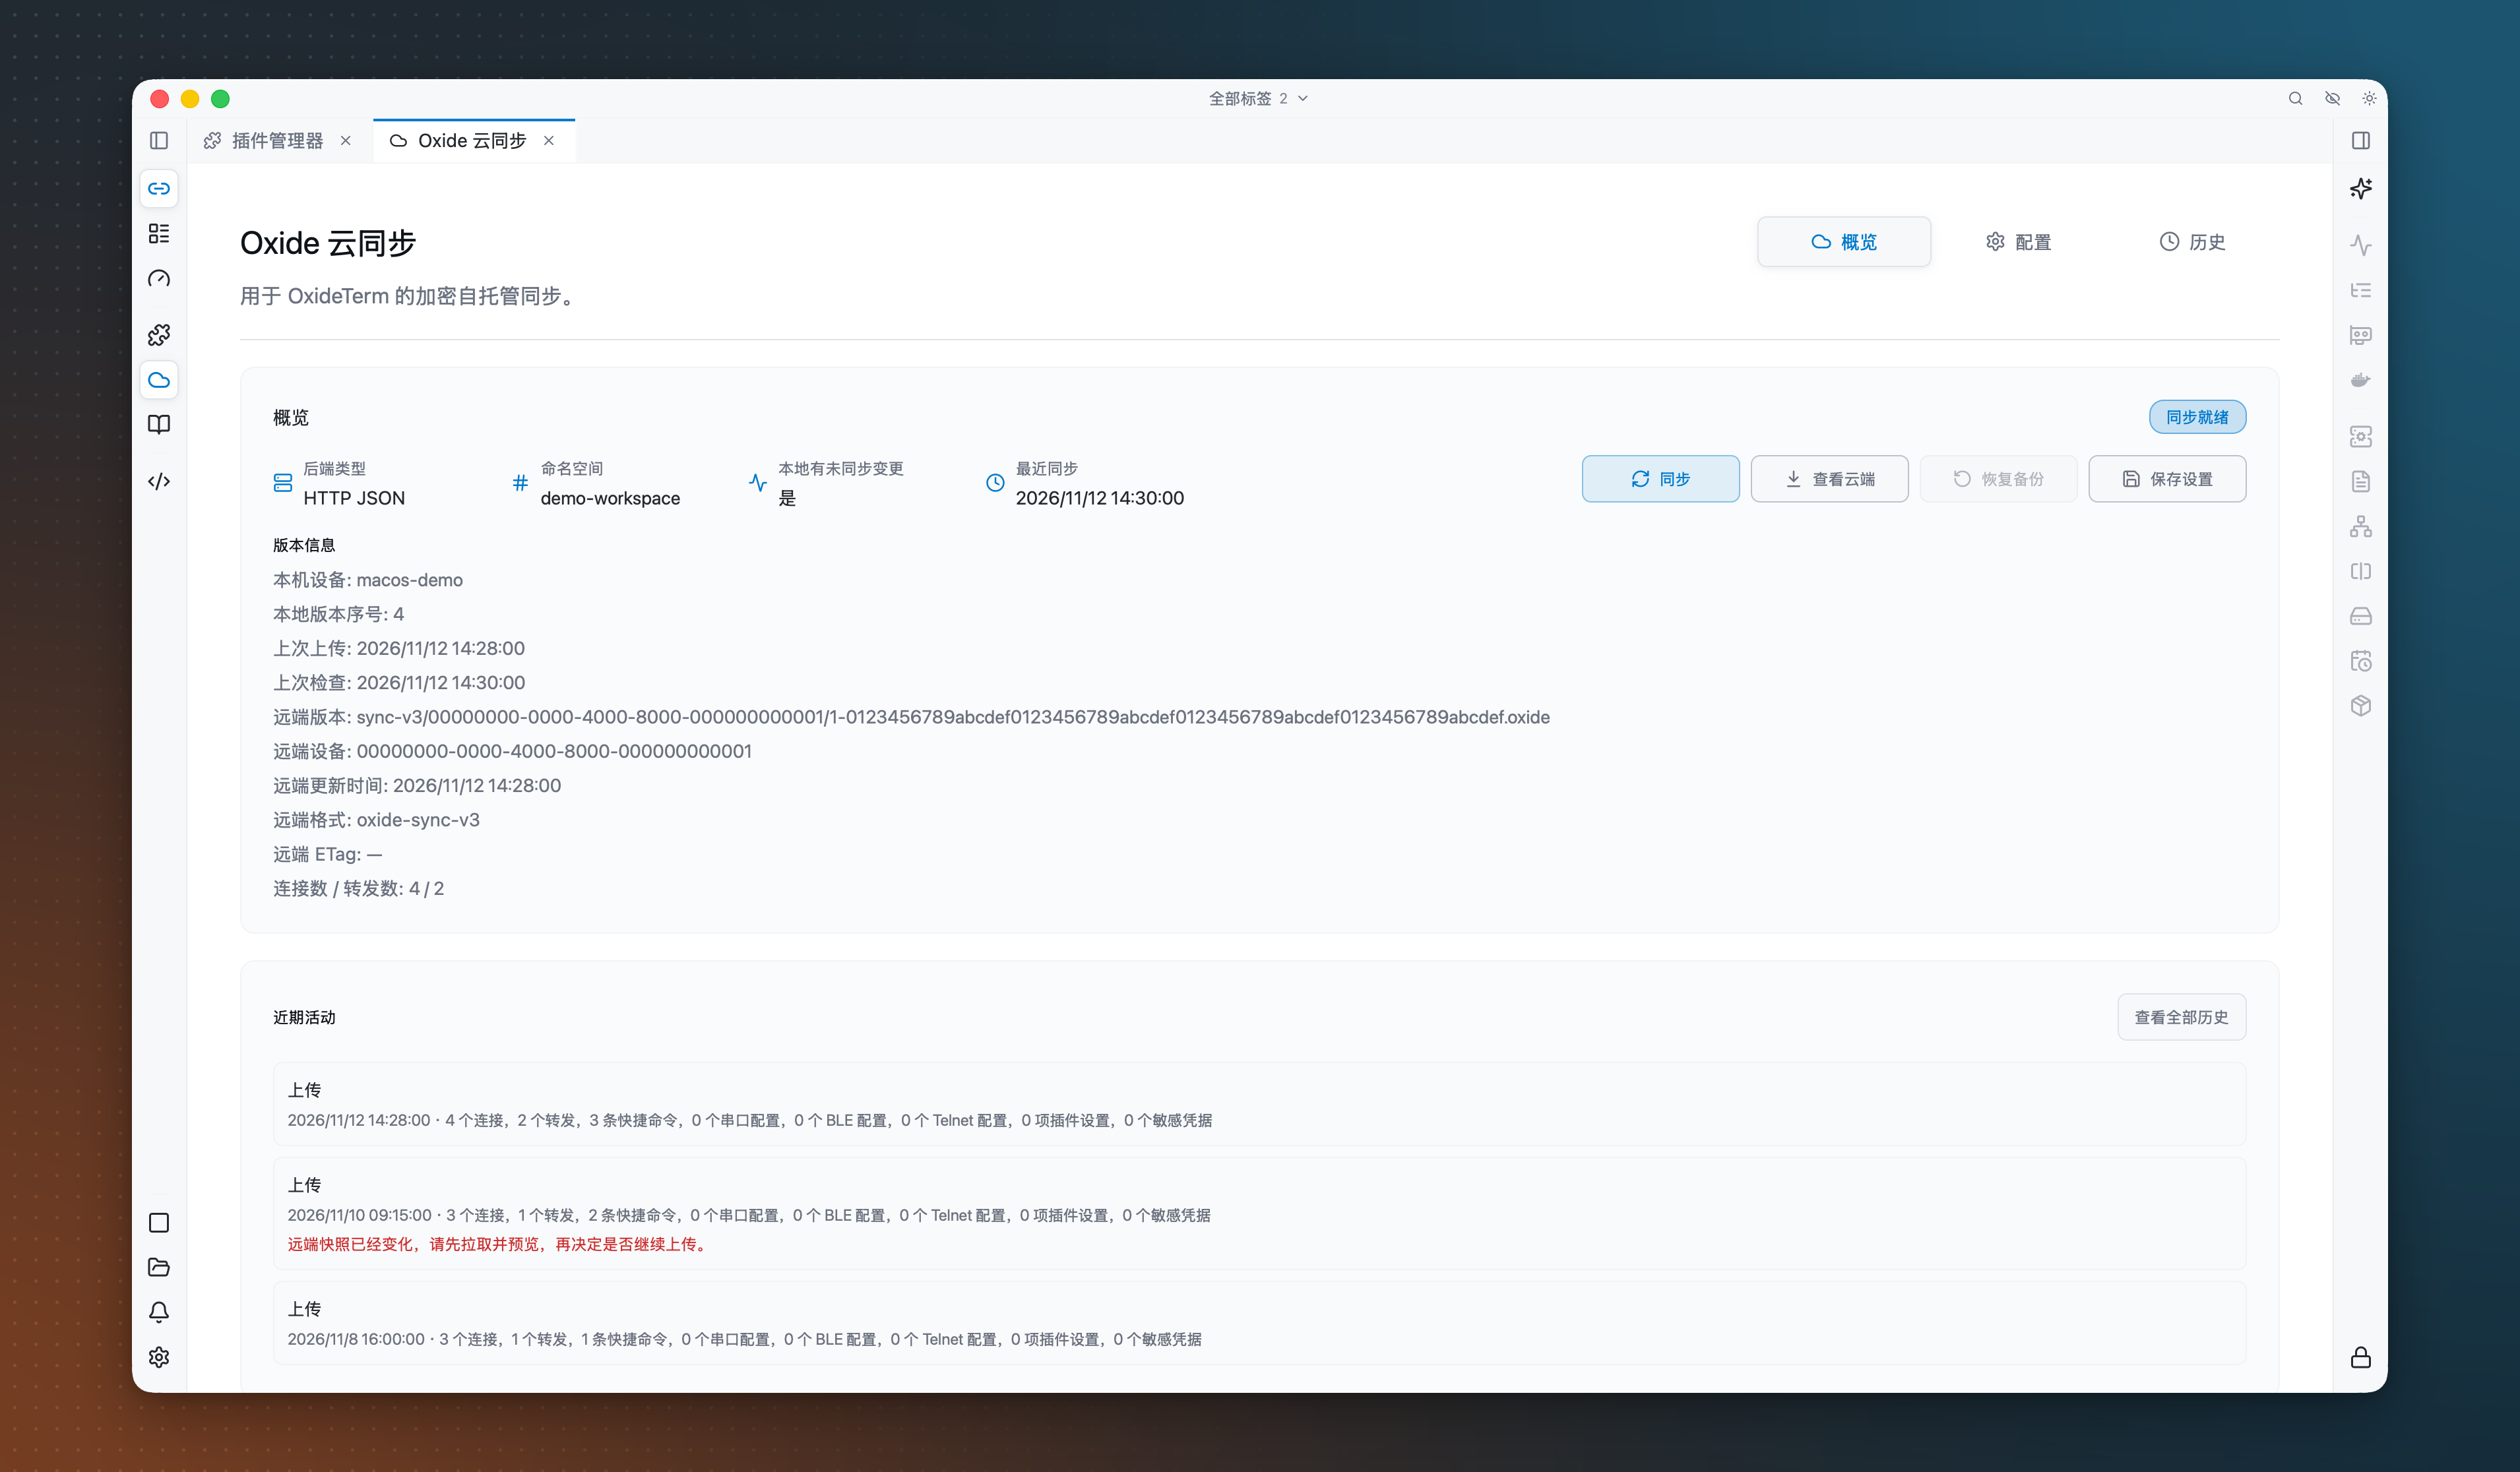 全部标签 2
插件管理器
Oxide 云同步
Oxide 云同步
概览
配置
历史
用于 OxideTerm 的加密自托管同步。
概览
同步就绪
后端类型
HTTP JSON
命名空间
demo-workspace
本地有未同步变更
是
最近同步
2026/11/12 14:30:00
同步
查看云端
恢复备份
保存设置
版本信息
本机设备: macos-demo
本地版本序号: 4
上次上传: 2026/11/12 14:28:00
上次检查: 2026/11/12 14:30:00
远端版本: sync-v3/00000000-0000-4000-8000-000000000001/1-0123456789abcdef0123456789abcdef0123456789abcdef0123456789abcdef.oxide
远端设备: 00000000-0000-4000-8000-000000000001
远端更新时间: 2026/11/12 14:28:00
远端格式: oxide-sync-v3
远端 ETag: —
连接数 / 转发数: 4 / 2
近期活动
查看全部历史
上传
2026/11/12 14:28:00 · 4 个连接，2 个转发，3 条快捷命令，0 个串口配置，0 个 BLE 配置，0 个 Telnet 配置，0 项插件设置，0 个敏感凭据
上传
2026/11/10 09:15:00 · 3 个连接，1 个转发，2 条快捷命令，0 个串口配置，0 个 BLE 配置，0 个 Telnet 配置，0 项插件设置，0 个敏感凭据
远端快照已经变化，请先拉取并预览，再决定是否继续上传。
上传
2026/11/8 16:00:00 · 3 个连接，1 个转发，1 条快捷命令，0 个串口配置，0 个 BLE 配置，0 个 Telnet 配置，0 项插件设置，0 个敏感凭据